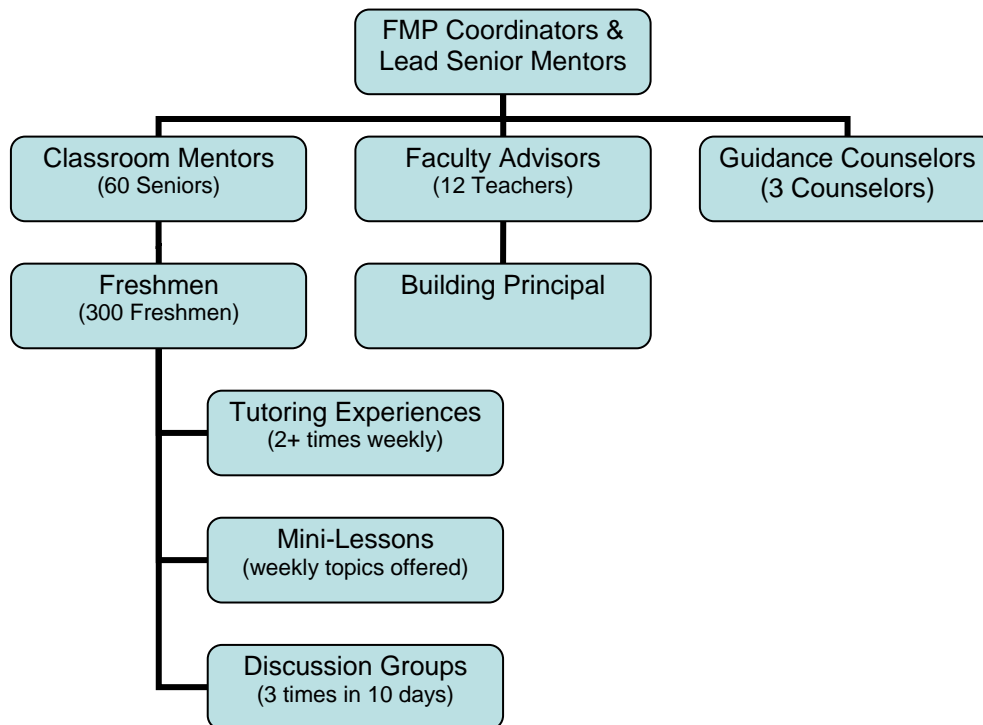 FMP Coordinators &
Lead Senior Mentors
Classroom Mentors
(60 Seniors)
Faculty Advisors
(12 Teachers)
Guidance Counselors
(3 Counselors)
Freshmen
(300 Freshmen)
Building Principal
Tutoring Experiences
(2+ times weekly)
Mini-Lessons
(weekly topics offered)
Discussion Groups
(3 times in 10 days)